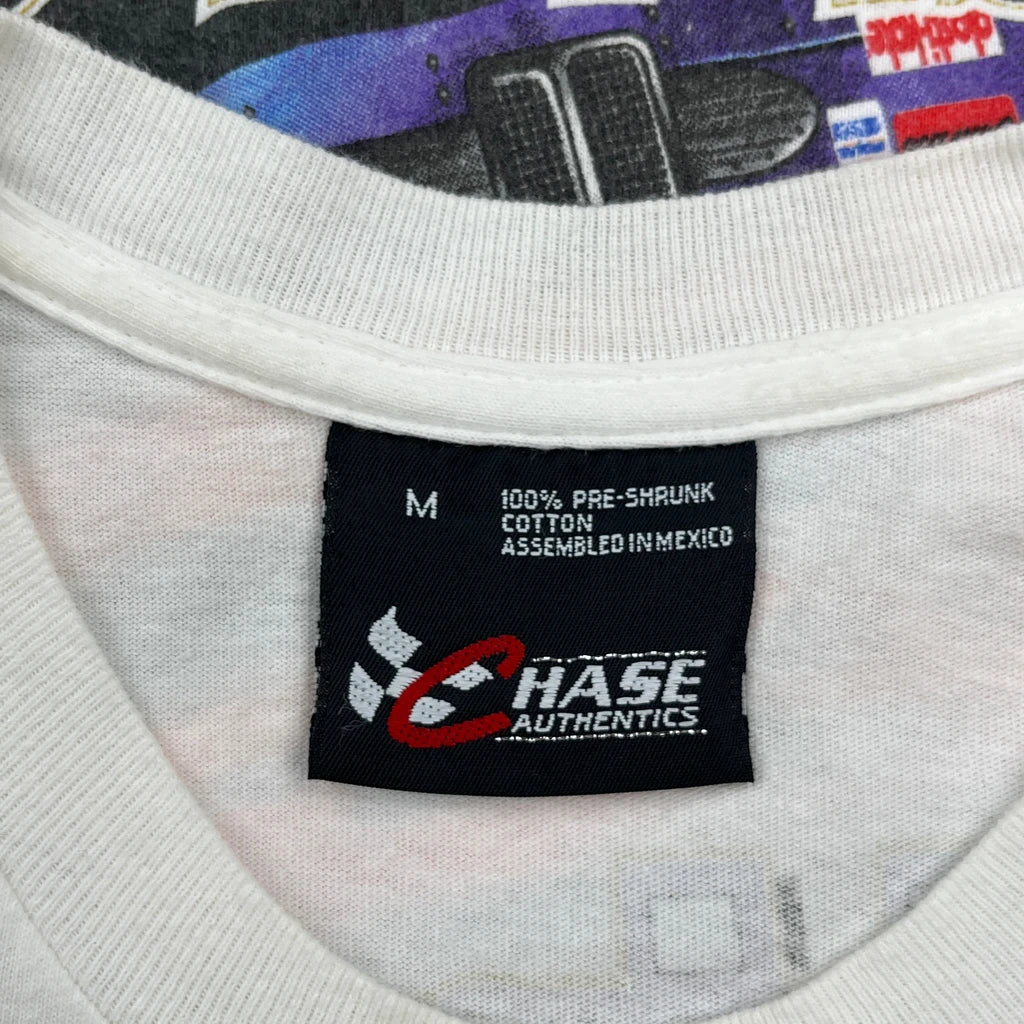 M
100% PRE-SHRUNK
COTTON
ASSEMBLED IN MEXICO
CHASE
AUTHENTICS